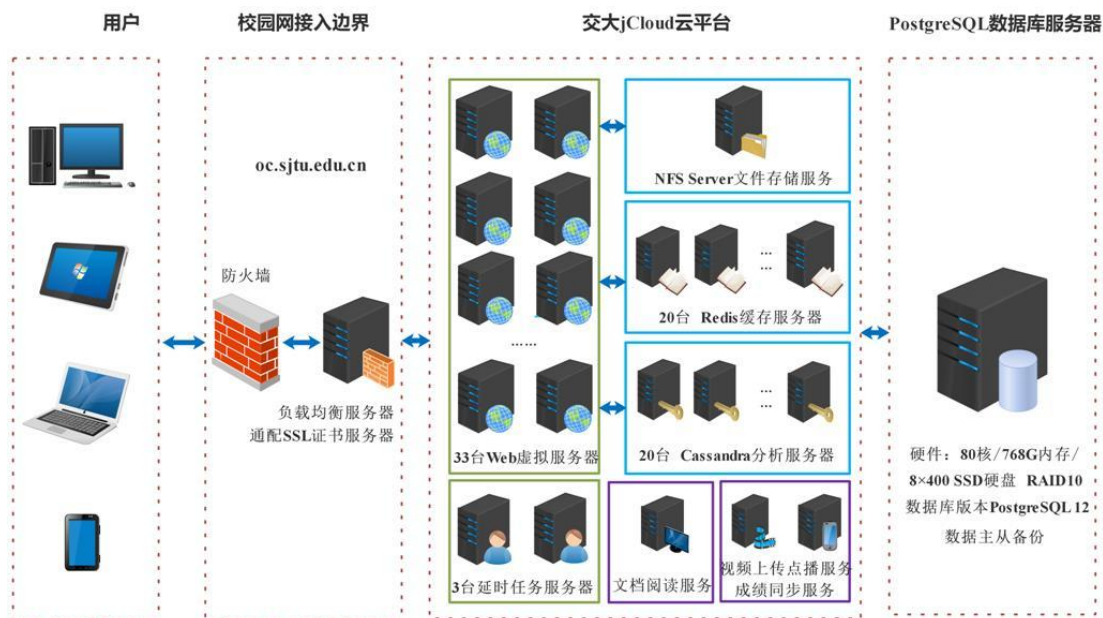 用户
校园网接入边界
交大jCloud云平台
PostgreSQL数据库服务器
oc.sjtu.edu.cn
防火墙
负载均衡服务器
通配SSL证书服务器
……
33台Web虚拟服务器
NFS Server文件存储服务
...
...
20台 Redis缓存服务器
...
...
20台 Cassandra分析服务器
3台延时任务服务器
文档阅读服务
视频上传点播服务
成绩同步服务
硬件：80核/768G内存/
8×400 SSD硬盘 RAID10
数据库版本PostgreSQL 12
数据主从备份